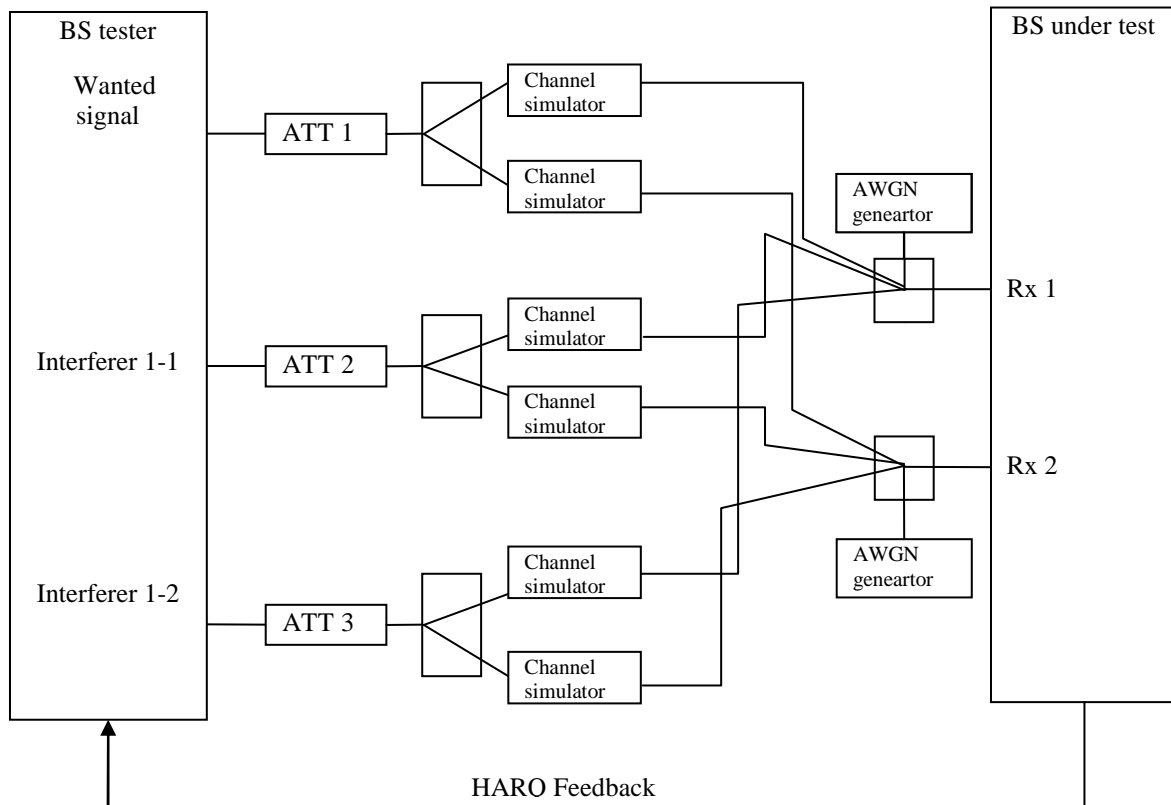 BS tester
BS under test
Wanted
signal
ATT 1
Channel
simulator
Channel
simulator
AWGN
geneartor
Rx 1
Interferer 1-1
ATT 2
Channel
simulator
Channel
simulator
Rx 2
AWGN
geneartor
Interferer 1-2
ATT 3
Channel
simulator
Channel
simulator
HARO Feedback